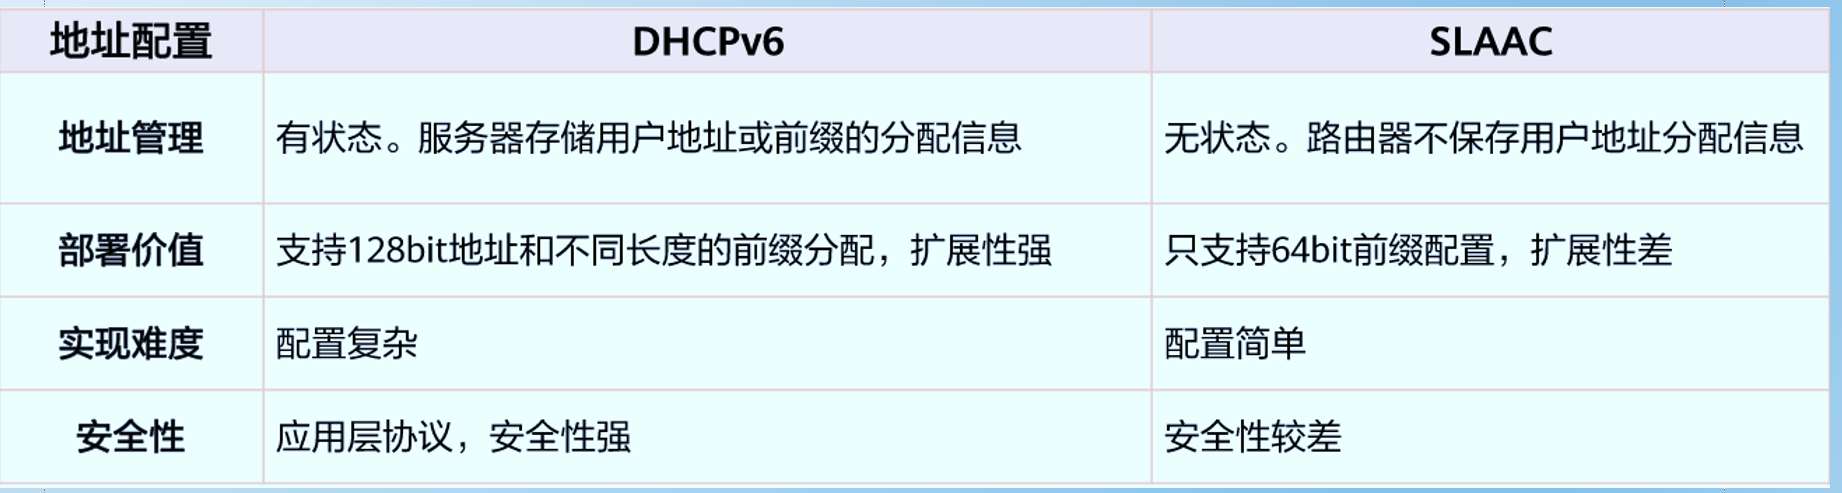 地址配置 DHCPv6 SLAAC
地址管理 有状态。服务器存储用户地址或前缀的分配信息 无状态。路由器不保存用户地址分配信息
部署价值 支持128bit地址和不同长度的前缀分配，扩展性强 只支持64bit前缀配置，扩展性差
实现难度 配置复杂 配置简单
安全性 应用层协议，安全性强 安全性较差